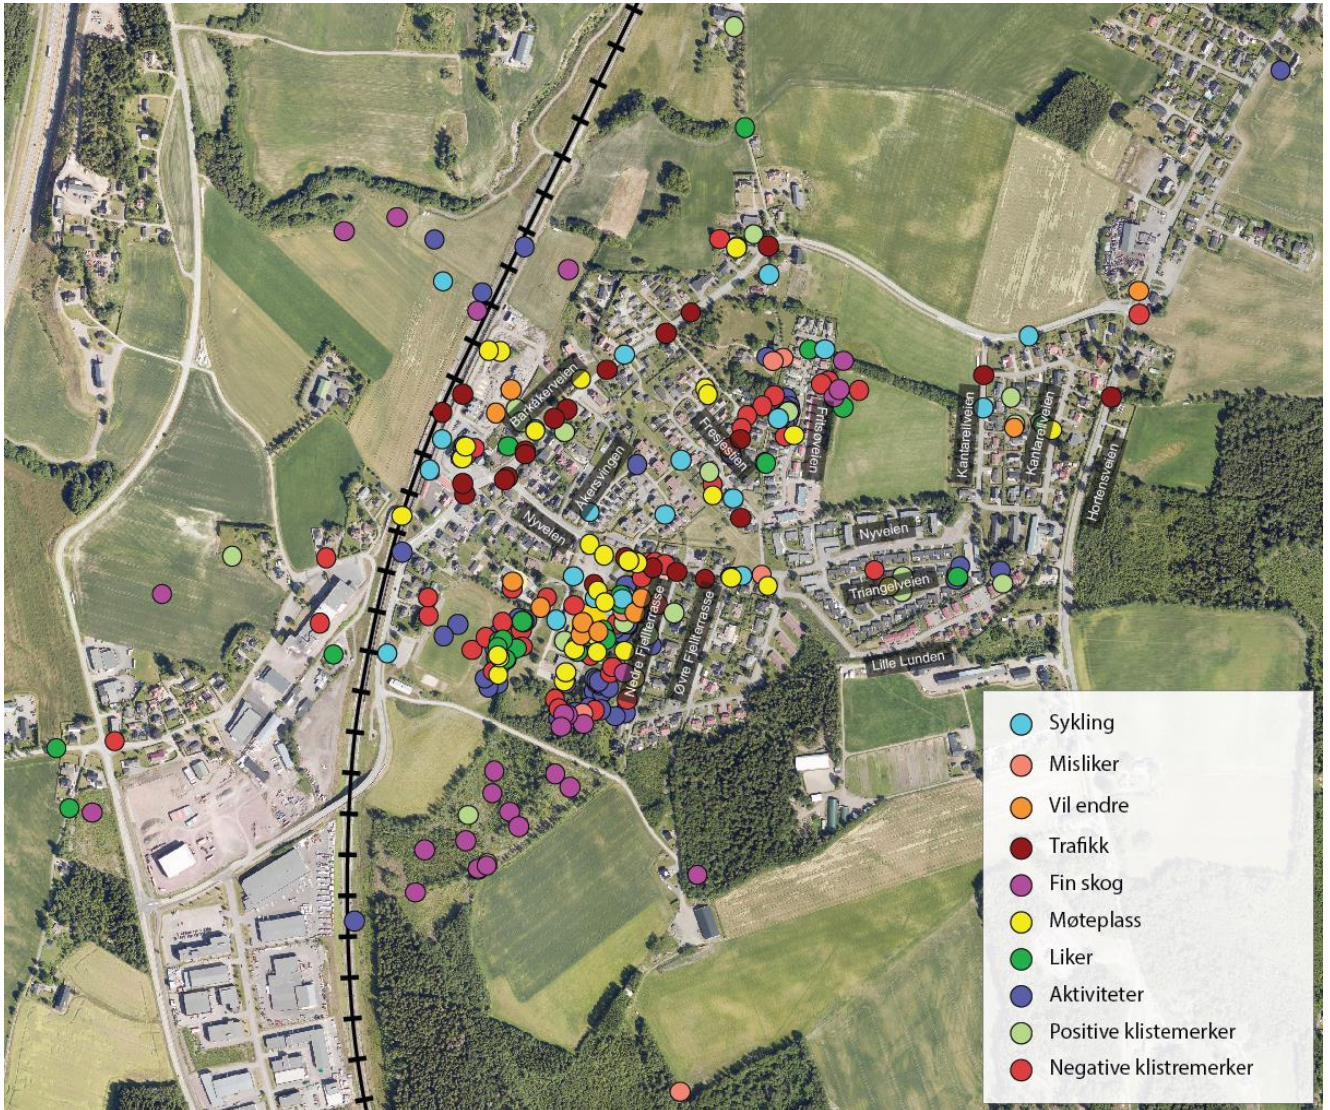 Barkåkerveien
Åkersvingen
Nyveien
Fresjestien
Fritsøveien
Kantarellveien
Kantarellveien
Hortensveien
Nyveien
Triangelveien
Lille Lunden
Nedre Fjellterrasse
Øvre Fjellterrasse
Sykling
Misliker
Vil endre
Trafikk
Fin skog
Møteplass
Liker
Aktiviteter
Positive klistemerker
Negative klistremerker